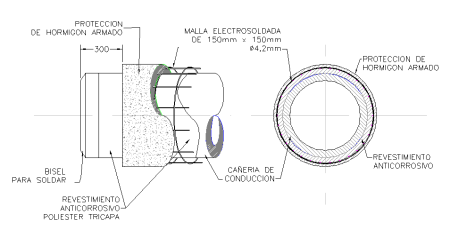 PROTECCION
DE HORMIGON ARMADO
300
MALLA ELECTROSOLDADA
DE 150mm x 150mm
Ø4,2mm
PROTECCION DE
HORMIGON ARMADO
BISEL
PARA SOLDAR
REVESTIMIENTO
ANTICORROSIVO
POLIESTER TRICAPA
CAÑERIA DE
CONDUCCION
REVESTIMIENTO
ANTICORROSIVO